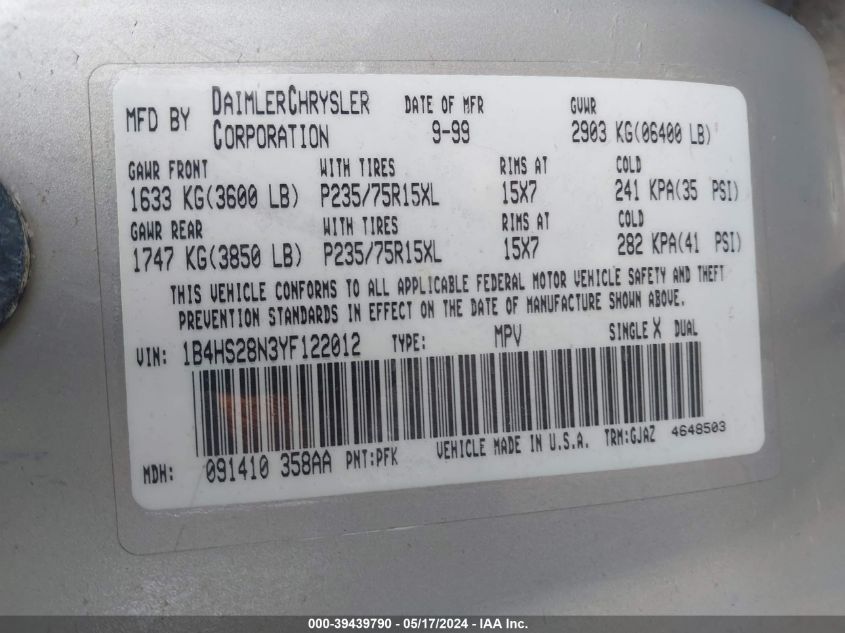 MFD BY DAIMLERCHRYSLER CORPORATION DATE OF MFR 9-99 GVWR 2903 KG(06400 LB)
GAWR FRONT WITH TIRES RIMS AT COLD
1633 KG(3600 LB) P235/75R15XL 15X7 241 KPA(35 PSI)
GAWR REAR WITH TIRES RIMS AT COLD
1747 KG(3850 LB) P235/75R15XL 15X7 282 KPA(41 PSI)
THIS VEHICLE CONFORMS TO ALL APPLICABLE FEDERAL MOTOR VEHICLE SAFETY AND THEFT
PREVENTION STANDARDS IN EFFECT ON THE DATE OF MANUFACTURE SHOWN ABOVE.
VIN: 1B4HS28N3YF122012 TYPE: MPV SINGLE X DUAL
MDH: 091410 358AA PNT:PFK VEHICLE MADE IN U.S.A. TRM:GJAZ 4648503
000-39439790 - 05/17/2024 - IAA Inc.